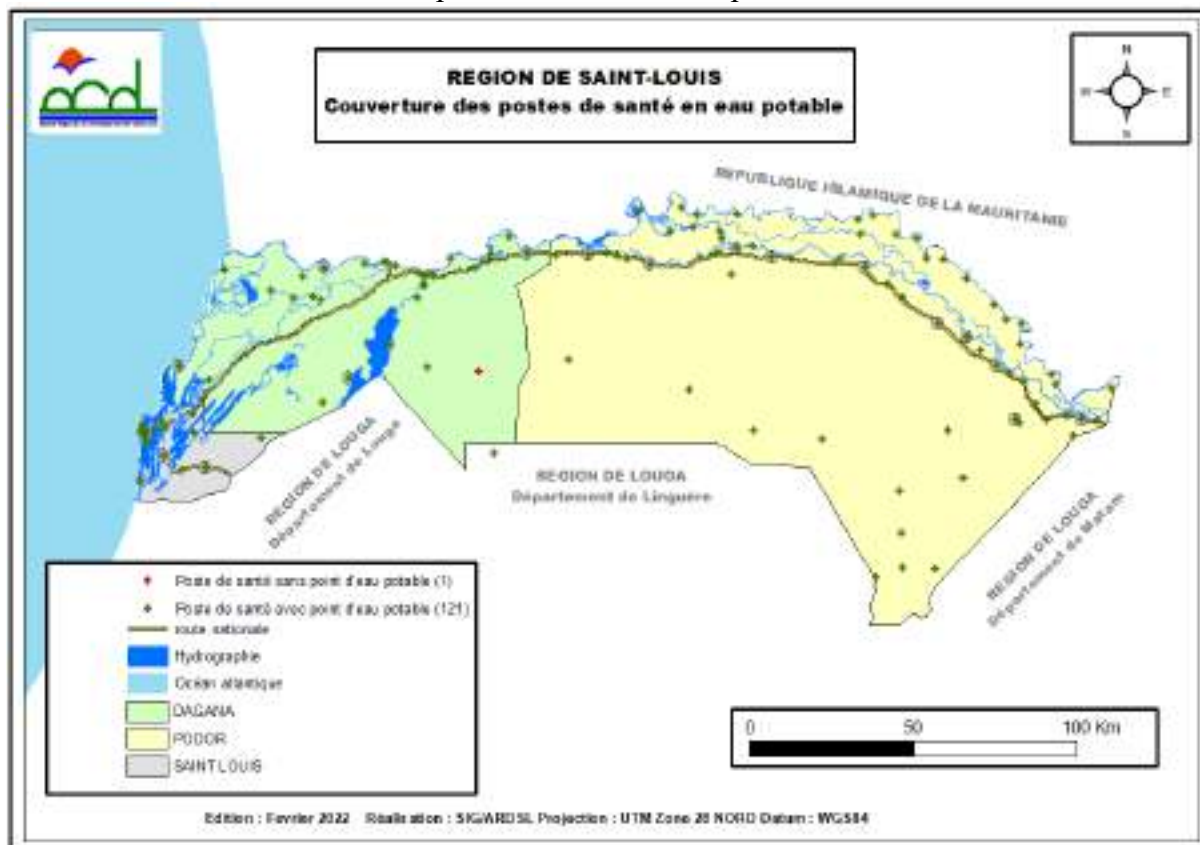 REGION DE SAINT-LOUIS
Couverture des postes de santé en eau potable
N
E
S
REPUBLIQUE ISLAMIQUE DE LA MAURITANIE
REGION DE LOUGA
Département de Louga
REGION DE LOUGA
Département de Linguere
REGION DE LOUGA
Département de Matam
Poste de santé sans point d'eau potable (1)
Poste de santé avec point d'eau potable (121)
route nationale
Hydrographie
Océan atlantique
DAGANA
PODOR
SAINT LOUIS
0 50 100 Km
Edition : Fevrier 2022 Réalisation : SIG/ARDSL Projection : UTM Zone 28 NORD Datum : WGS84